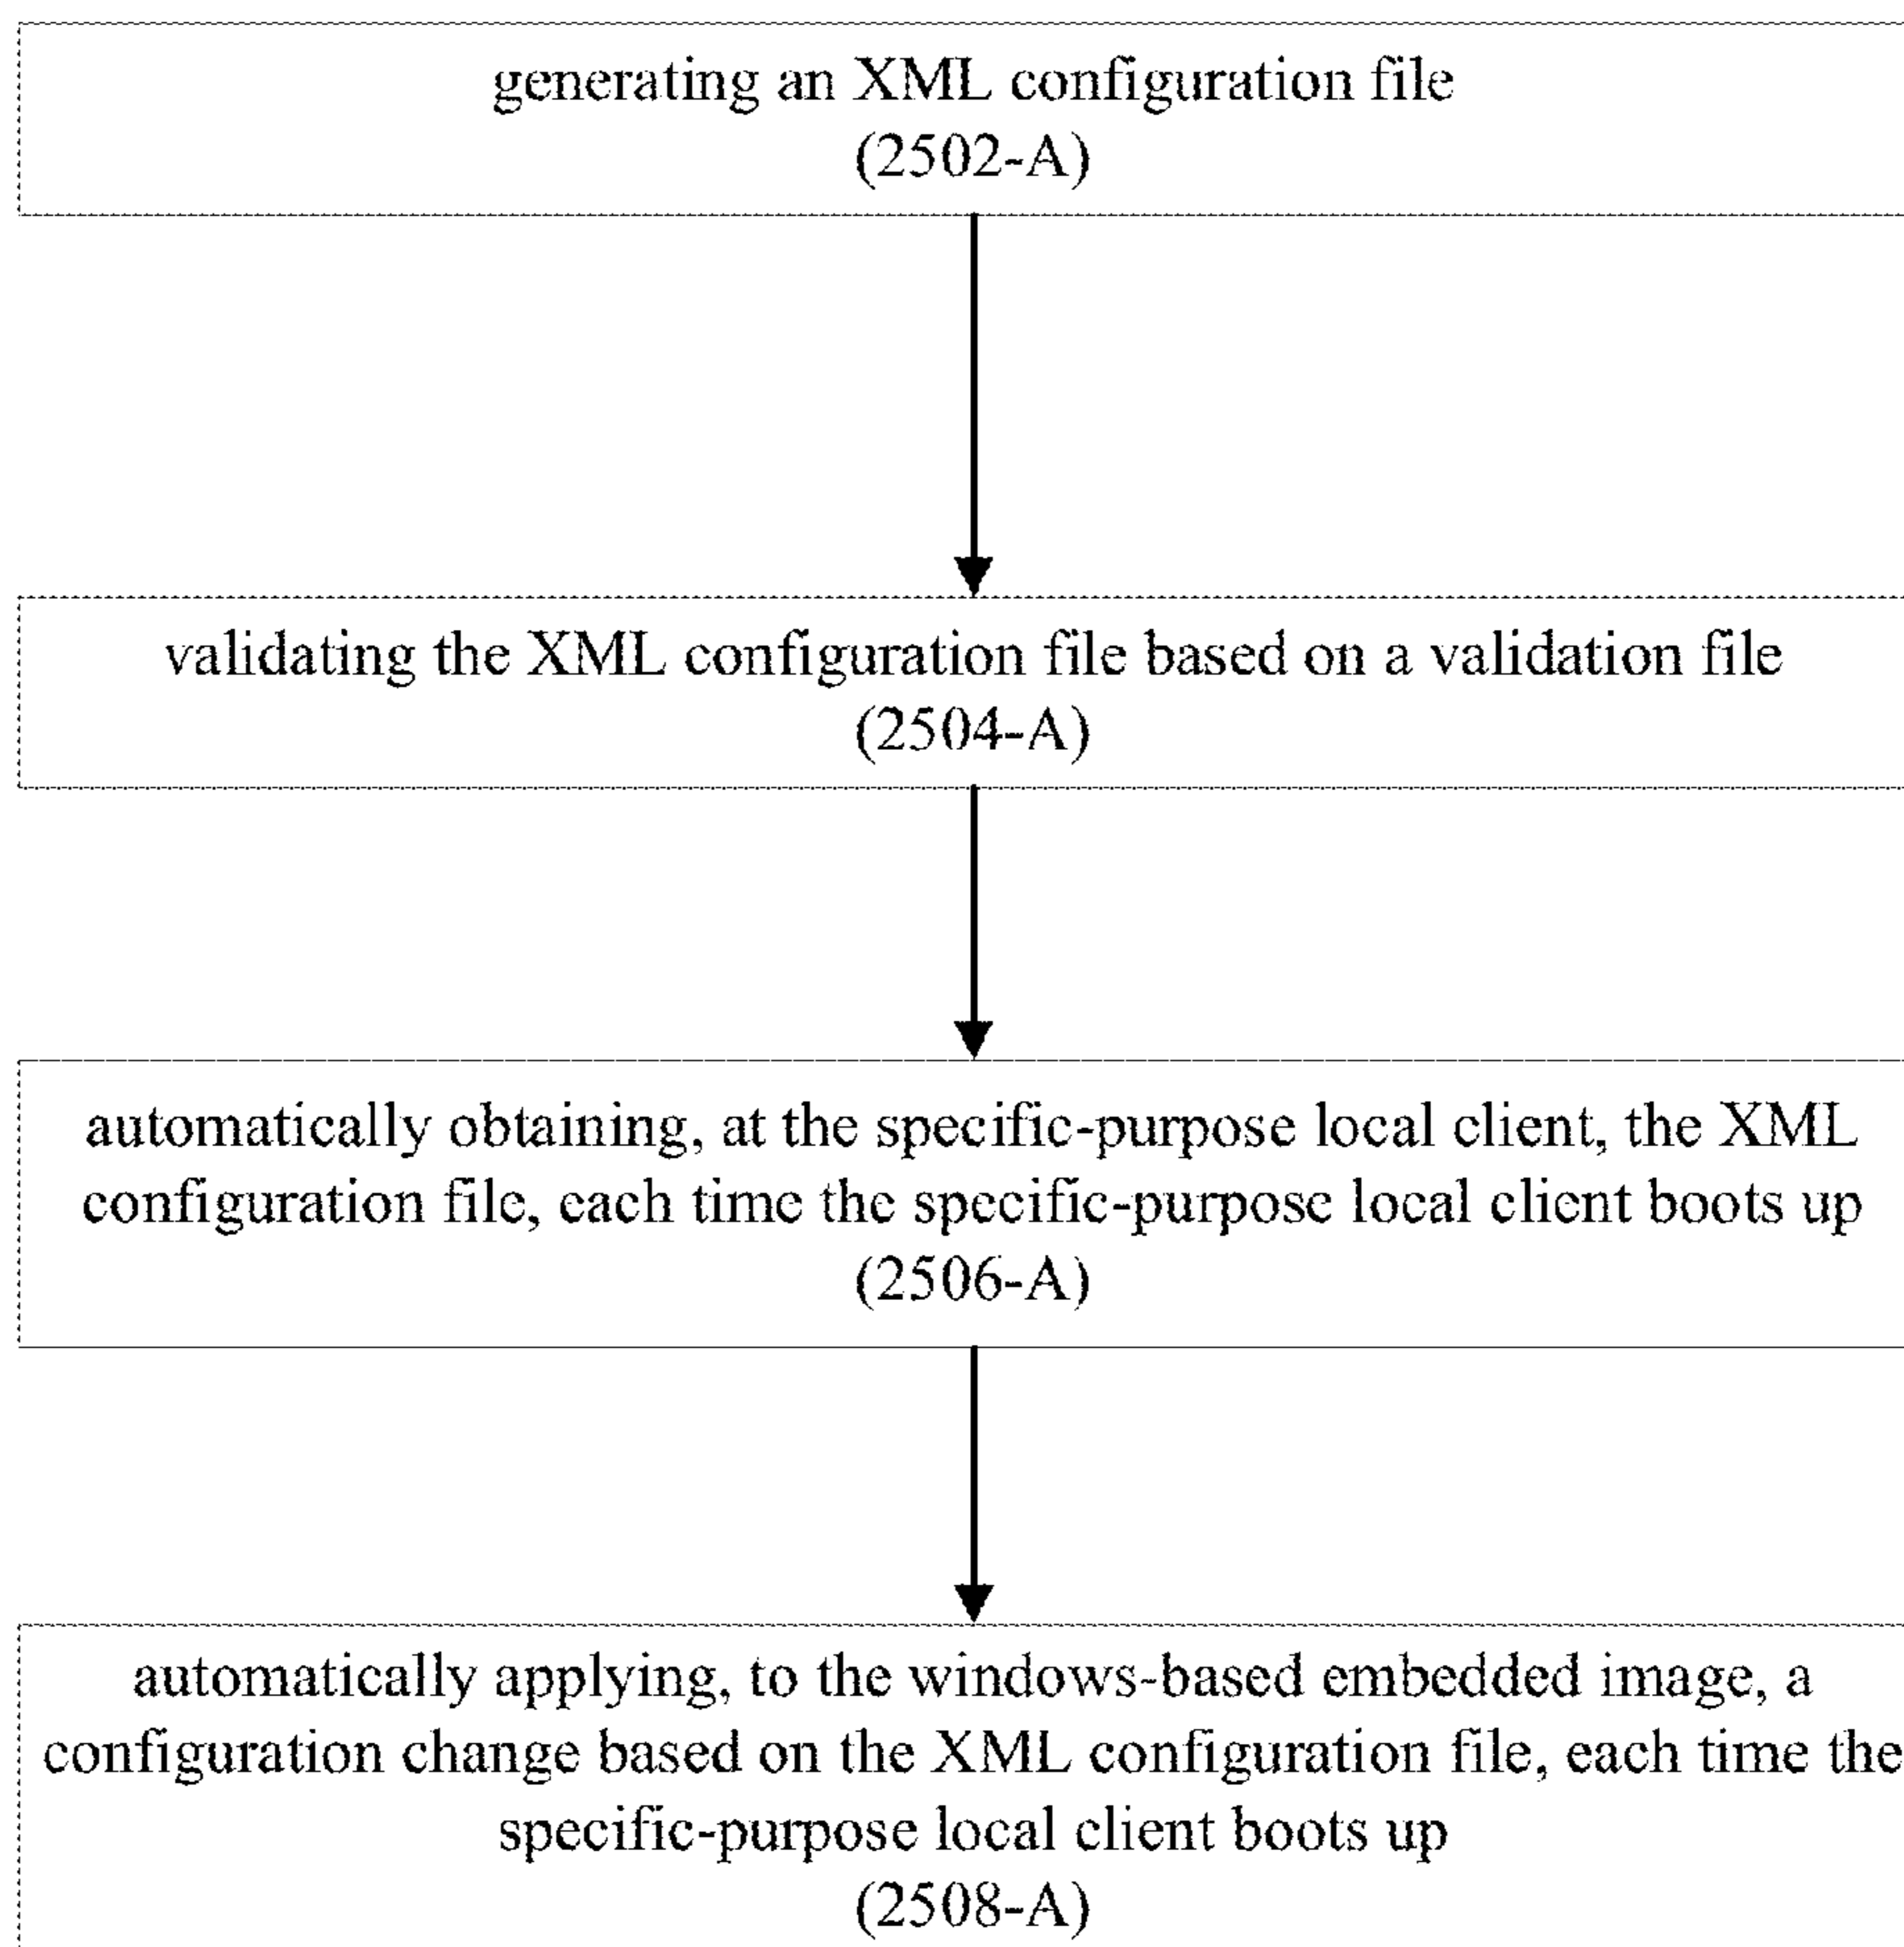 generating an XML configuration file
(2502-A)
validating the XML configuration file based on a validation file
(2504-A)
automatically obtaining, at the specific-purpose local client, the XML
configuration file, each time the specific-purpose local client boots up
(2506-A)
automatically applying, to the windows-based embedded image, a
configuration change based on the XML configuration file, each time the
specific-purpose local client boots up
(2508-A)